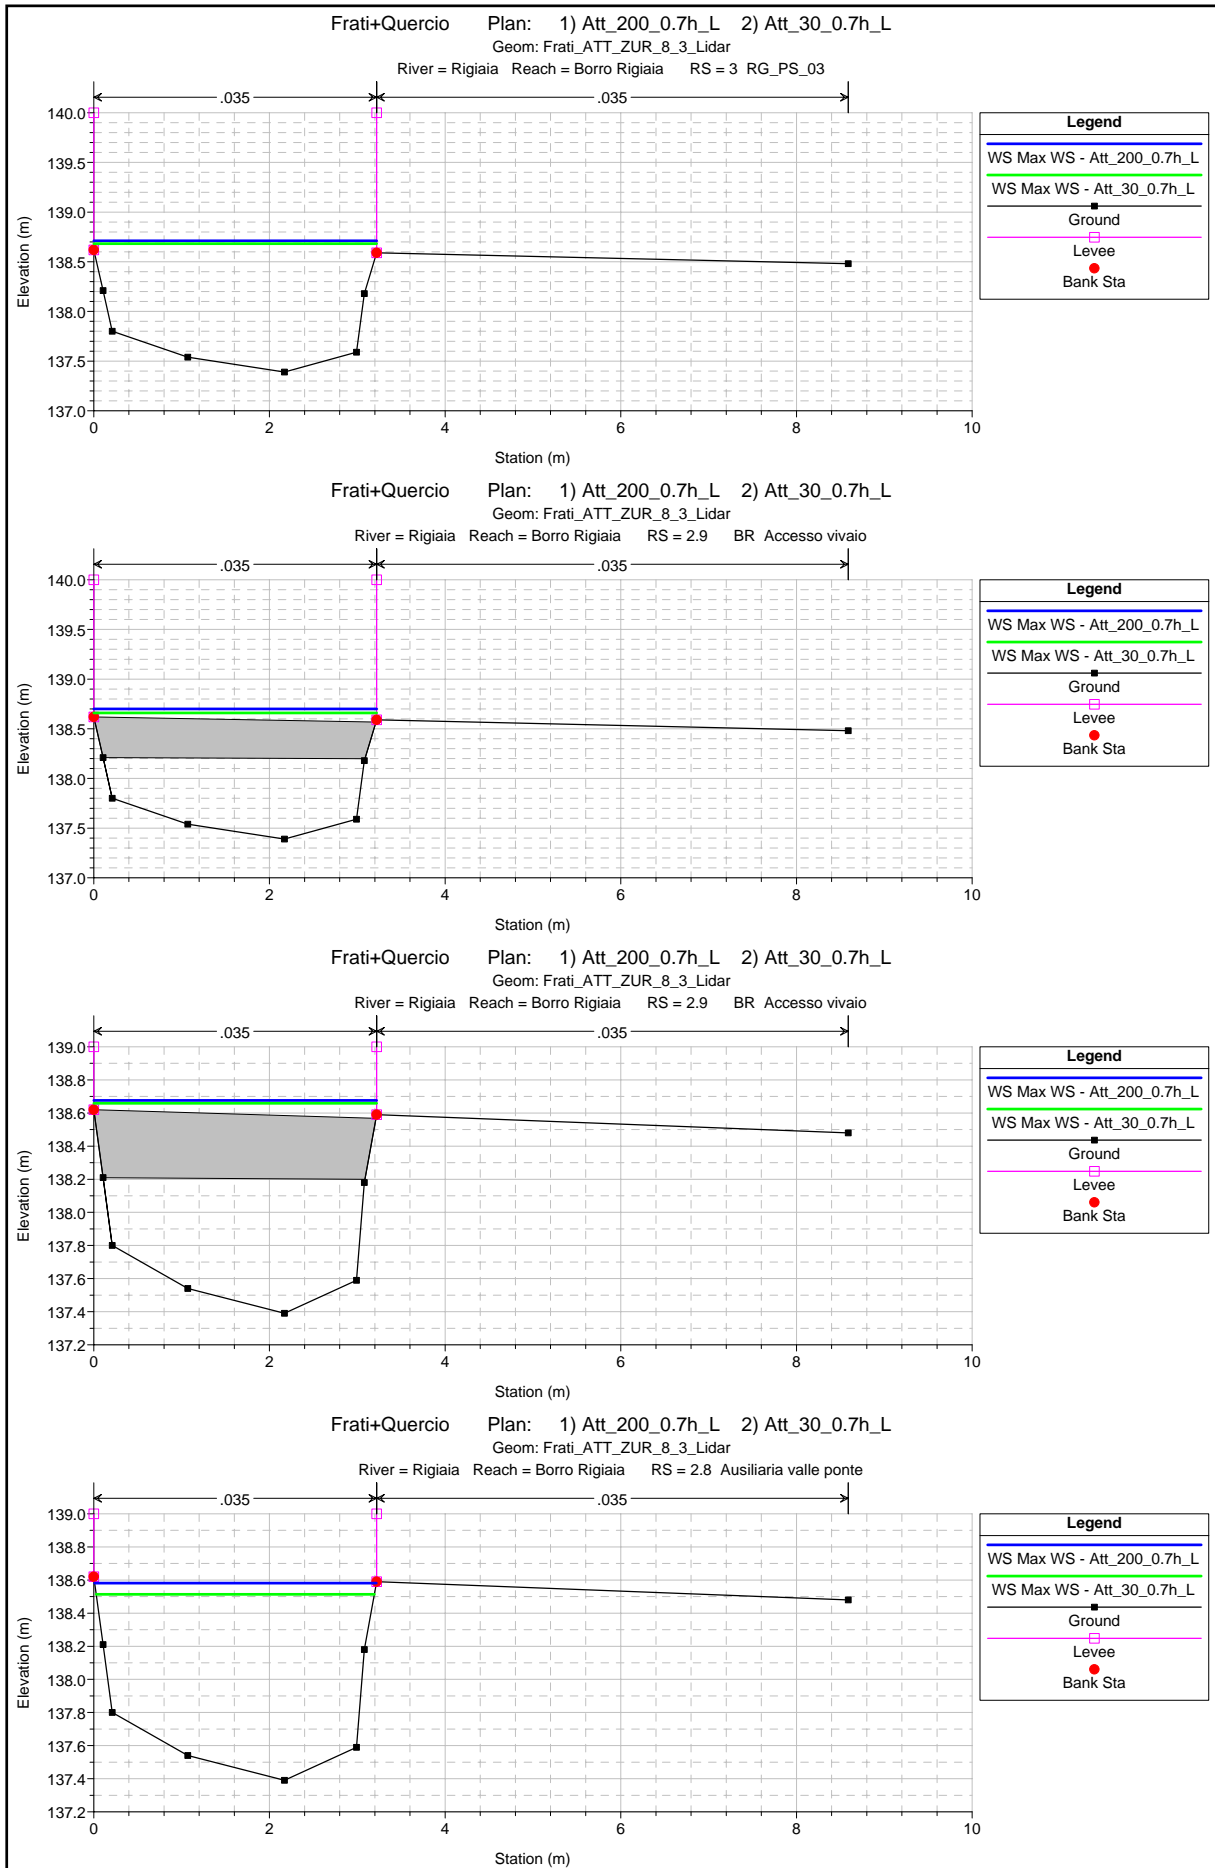 Frati+Quercio Plan: 1) Att_200_0.7h_L 2) Att_30_0.7h_L
Geom: Frati_ATT_ZUR_8_3_Lidar
River = Rigiaia Reach = Borro Rigiaia RS = 3 RG_PS_03
.035 .035
140.0
139.5
139.0
138.5
138.0
137.5
137.0
Elevation (m)
0 2 4 6 8 10
Station (m)
Legend
WS Max WS - Att_200_0.7h_L
WS Max WS - Att_30_0.7h_L
Ground
Levee
Bank Sta
Frati+Quercio Plan: 1) Att_200_0.7h_L 2) Att_30_0.7h_L
Geom: Frati_ATT_ZUR_8_3_Lidar
River = Rigiaia Reach = Borro Rigiaia RS = 2.9 BR Accesso vivaio
.035 .035
140.0
139.5
139.0
138.5
138.0
137.5
137.0
Elevation (m)
0 2 4 6 8 10
Station (m)
Legend
WS Max WS - Att_200_0.7h_L
WS Max WS - Att_30_0.7h_L
Ground
Levee
Bank Sta
Frati+Quercio Plan: 1) Att_200_0.7h_L 2) Att_30_0.7h_L
Geom: Frati_ATT_ZUR_8_3_Lidar
River = Rigiaia Reach = Borro Rigiaia RS = 2.9 BR Accesso vivaio
.035 .035
139.0
138.8
138.6
138.4
138.2
138.0
137.8
137.6
137.4
137.2
Elevation (m)
0 2 4 6 8 10
Station (m)
Legend
WS Max WS - Att_200_0.7h_L
WS Max WS - Att_30_0.7h_L
Ground
Levee
Bank Sta
Frati+Quercio Plan: 1) Att_200_0.7h_L 2) Att_30_0.7h_L
Geom: Frati_ATT_ZUR_8_3_Lidar
River = Rigiaia Reach = Borro Rigiaia RS = 2.8 Ausiliaria valle ponte
.035 .035
139.0
138.8
138.6
138.4
138.2
138.0
137.8
137.6
137.4
137.2
Elevation (m)
0 2 4 6 8 10
Station (m)
Legend
WS Max WS - Att_200_0.7h_L
WS Max WS - Att_30_0.7h_L
Ground
Levee
Bank Sta